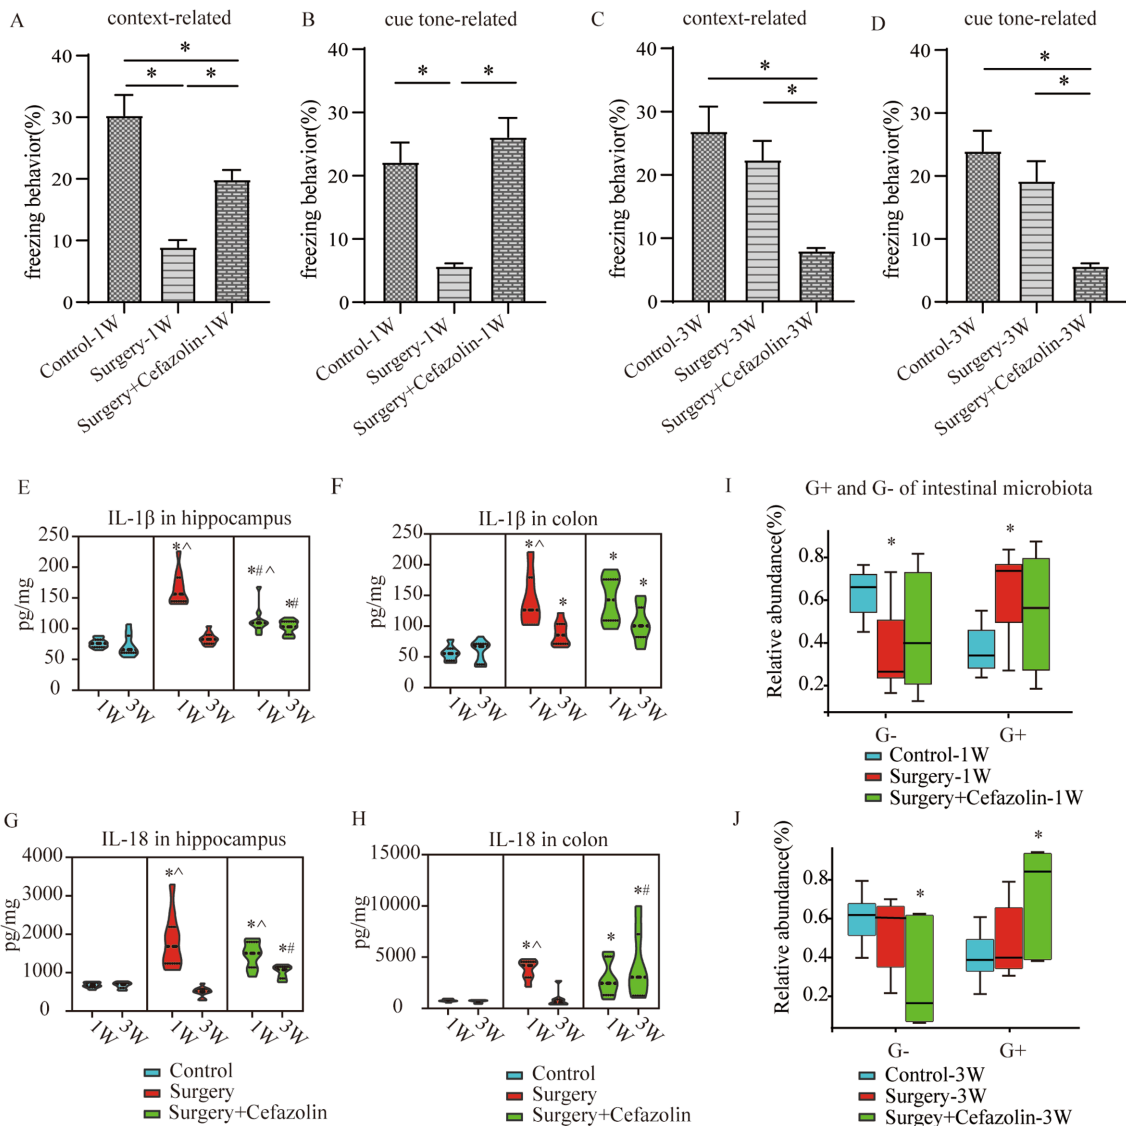 A
context-related
freezing behavior(%)
40
30
20
10
0
*
*
*
Control-1W
Surgery-1W
Surgery+Cefazolin-1W
B
cue tone-related
freezing behavior(%)
40
30
20
10
0
*
*
Control-1W
Surgery-1W
Surgery+Cefazolin-1W
C
context-related
freezing behavior(%)
40
30
20
10
0
*
*
Control-3W
Surgery-3W
Surgery+Cefazolin-3W
D
cue tone-related
freezing behavior(%)
40
30
20
10
0
*
*
Control-3W
Surgery-3W
Surgery+Cefazolin-3W
E
IL-1β in hippocampus
pg/mg
250
200
150
100
50
0
*^
*#^
*#
1W
3W
1W
3W
1W
3W
F
IL-1β in colon
pg/mg
250
200
150
100
50
0
*^
*
*
*
1W
3W
1W
3W
1W
3W
I
G+ and G- of intestinal microbiota
Relative abundance(%)
0.8
0.6
0.4
0.2
*
*
G-
G+
Control-1W
Surgery-1W
Surgery+Cefazolin-1W
G
IL-18 in hippocampus
pg/mg
4000
3000
2000
1000
0
*^
*^
*#
1W
3W
1W
3W
1W
3W
Control
Surgery
Surgery+Cefazolin
H
IL-18 in colon
pg/mg
15000
10000
5000
0
*^
*
*#
1W
3W
1W
3W
1W
3W
Control
Surgery
Surgery+Cefazolin
J
Relative abundance(%)
0.8
0.6
0.4
0.2
*
*
G-
G+
Control-3W
Surgery-3W
Surgey+Cefazolin-3W